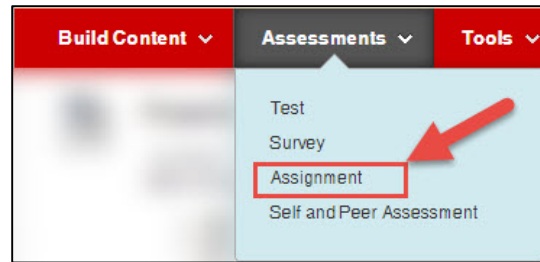 Build Content Assessments Tools
Test
Survey
Assignment
Self and Peer Assessment